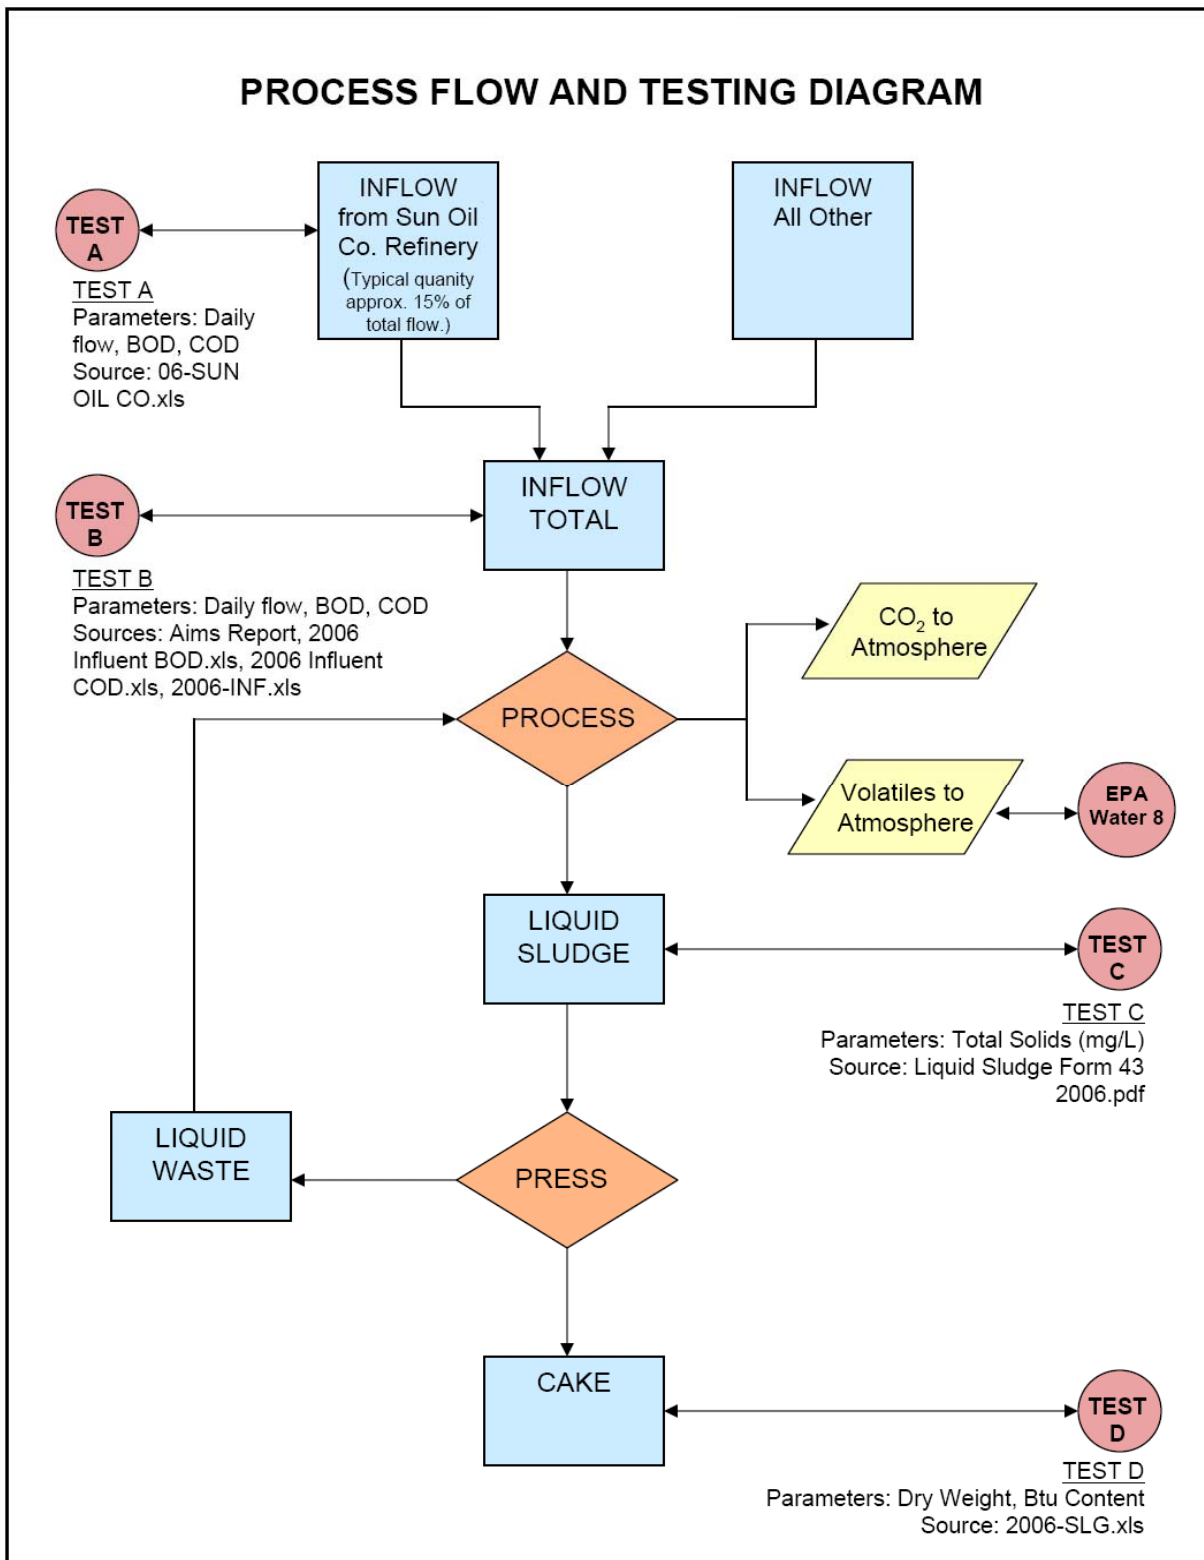 PROCESS FLOW AND TESTING DIAGRAM
INFLOW
from Sun Oil
Co. Refinery
(Typical quanity
approx. 15% of
total flow.)
INFLOW
All Other
TEST
A
TEST A
Parameters: Daily
flow, BOD, COD
Source: 06-SUN
OIL CO.xls
INFLOW
TOTAL
TEST
B
TEST B
Parameters: Daily flow, BOD, COD
Sources: Aims Report, 2006
Influent BOD.xls, 2006 Influent
COD.xls, 2006-INF.xls
CO₂ to
Atmosphere
PROCESS
Volatiles to
Atmosphere
EPA
Water 8
LIQUID
SLUDGE
TEST
C
TEST C
Parameters: Total Solids (mg/L)
Source: Liquid Sludge Form 43
2006.pdf
LIQUID
WASTE
PRESS
CAKE
TEST
D
TEST D
Parameters: Dry Weight, Btu Content
Source: 2006-SLG.xls